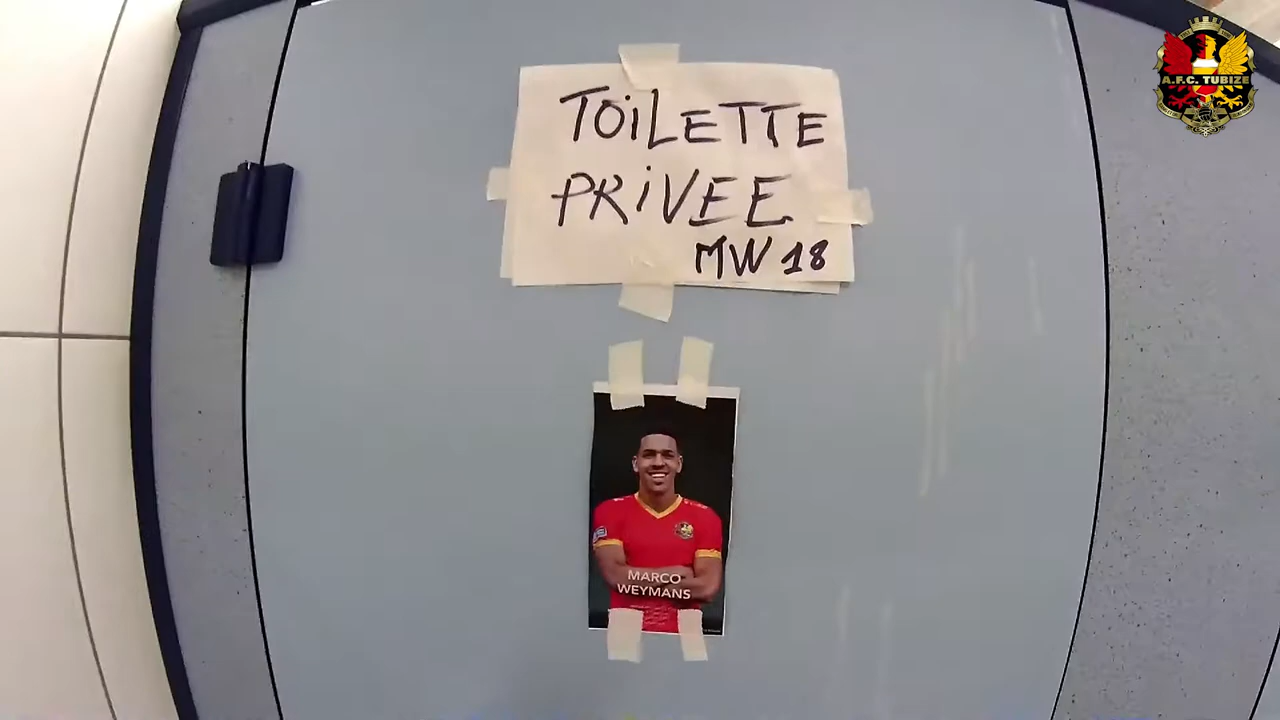 A.F.C. TUBIZE
TOiLETTE
PRiVEE
MW 18
MARCO
WEYMANS